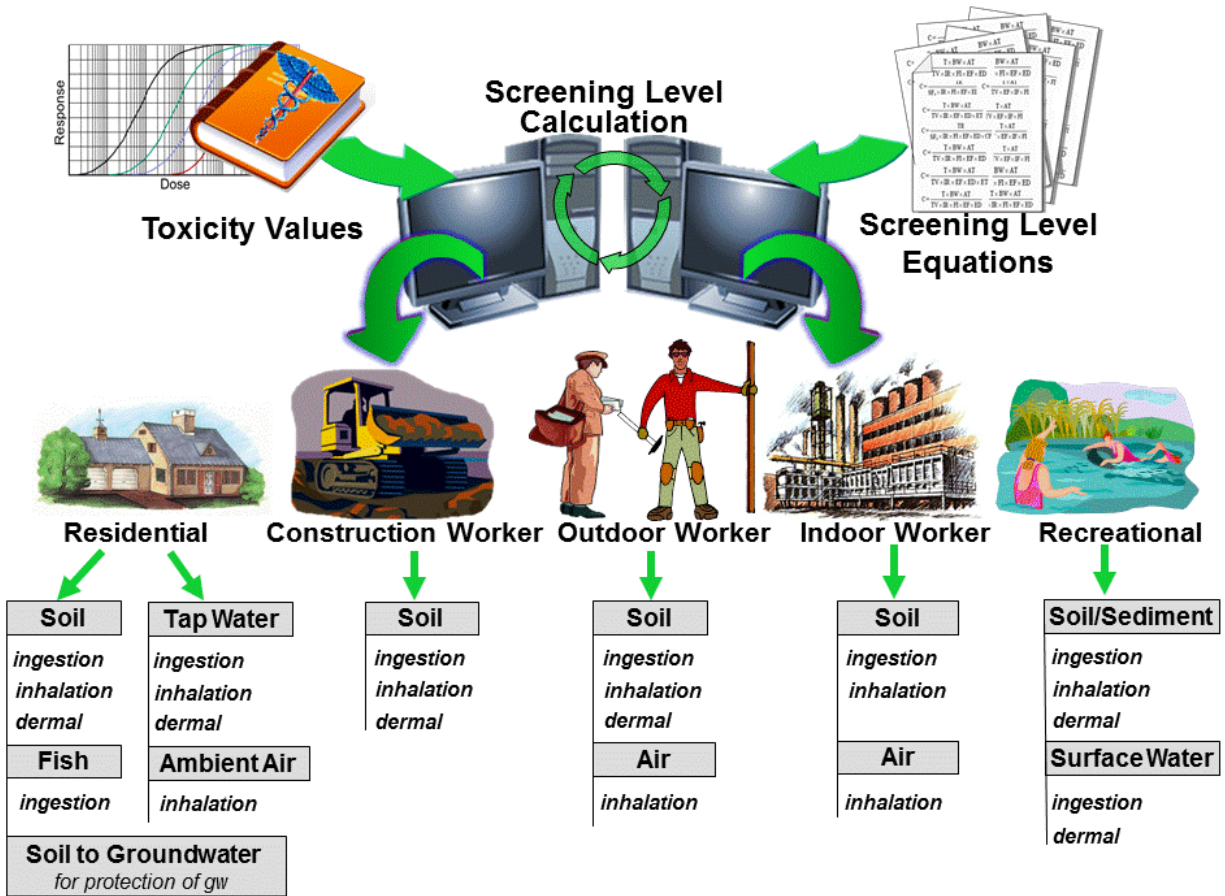 Response
Dose
Toxicity Values
Screening Level
Calculation
Screening Level
Equations
Residential
Construction Worker
Outdoor Worker
Indoor Worker
Recreational
Soil
ingestion
inhalation
dermal
Fish
ingestion
Soil to Groundwater
for protection of gw
Tap Water
ingestion
inhalation
dermal
Ambient Air
inhalation
Soil
ingestion
inhalation
dermal
Soil
ingestion
inhalation
dermal
Air
inhalation
Soil
ingestion
inhalation
Air
inhalation
Soil/Sediment
ingestion
inhalation
dermal
Surface Water
ingestion
dermal